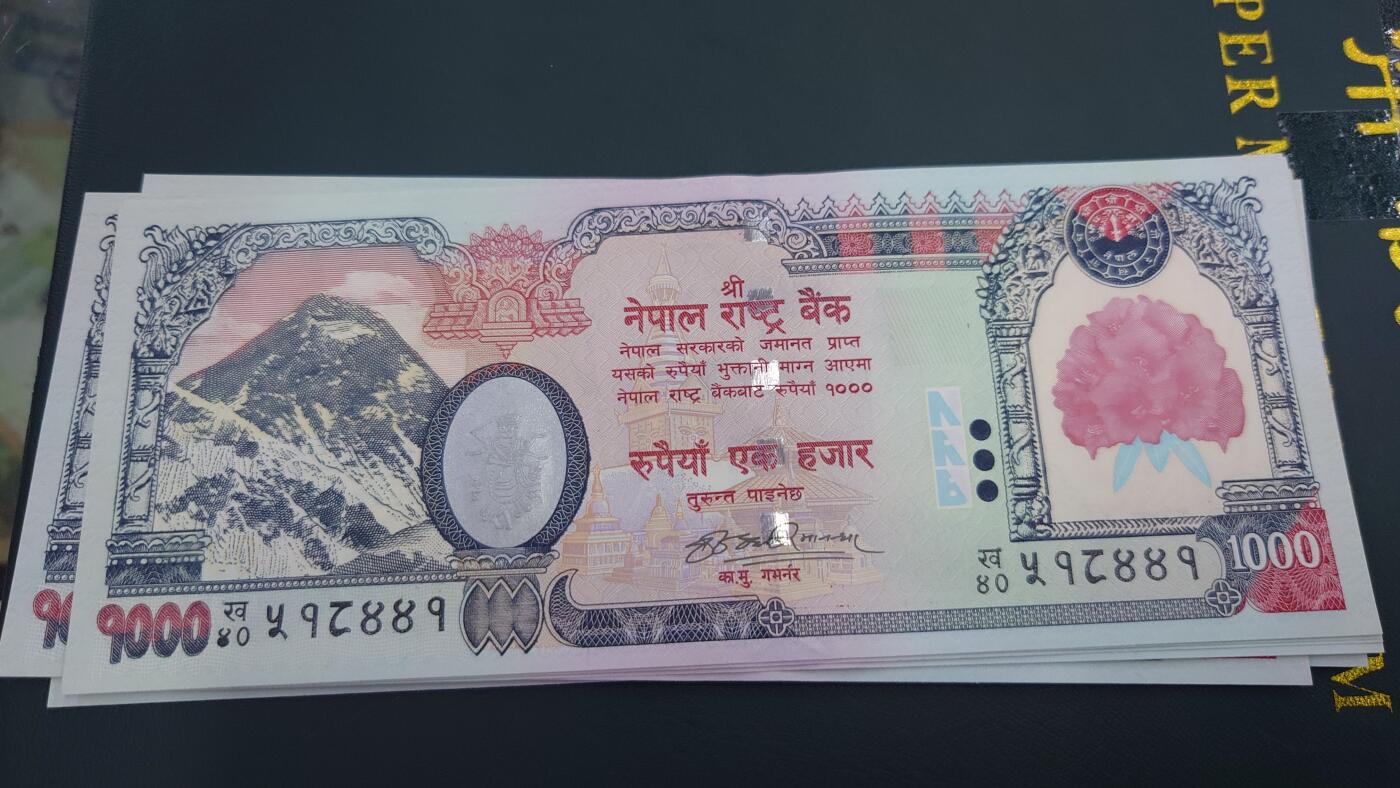 श्री
नेपाल राष्ट्र बैंक
नेपाल सरकारको जमानत प्राप्त
यसको रुपैयाँ भुक्तानी माग्न आएमा
नेपाल राष्ट्र बैंकबाट रुपैयाँ १०००
रुपैयाँ एक हजार
तुरुन्त पाइनेछ
का.मु. गभर्नर
ख
४० ५१८४४१
1000
१००० ख
४० ५१८४४१
नेपाल
PER
M